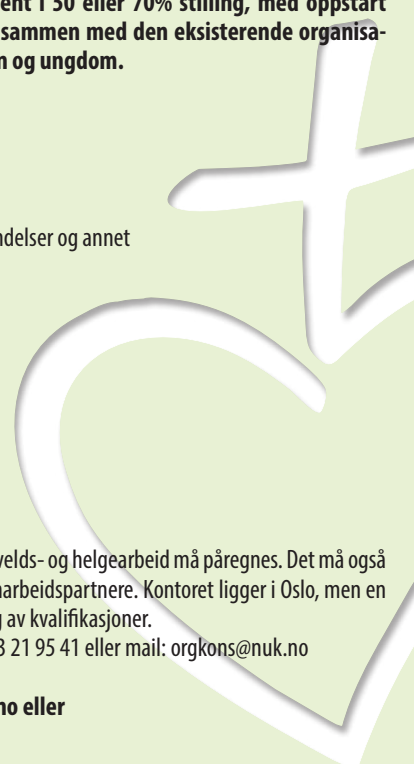 ent i 50 eller 70% stilling, med oppstart
sammen med den eksisterende organisa-
og ungdom.
ndelser og annet
velds- og helgearbeid må påregnes. Det må også
arbeidspartnere. Kontoret ligger i Oslo, men en
av kvalifikasjoner.
21 95 41 eller mail: orgkons@nuk.no
no eller